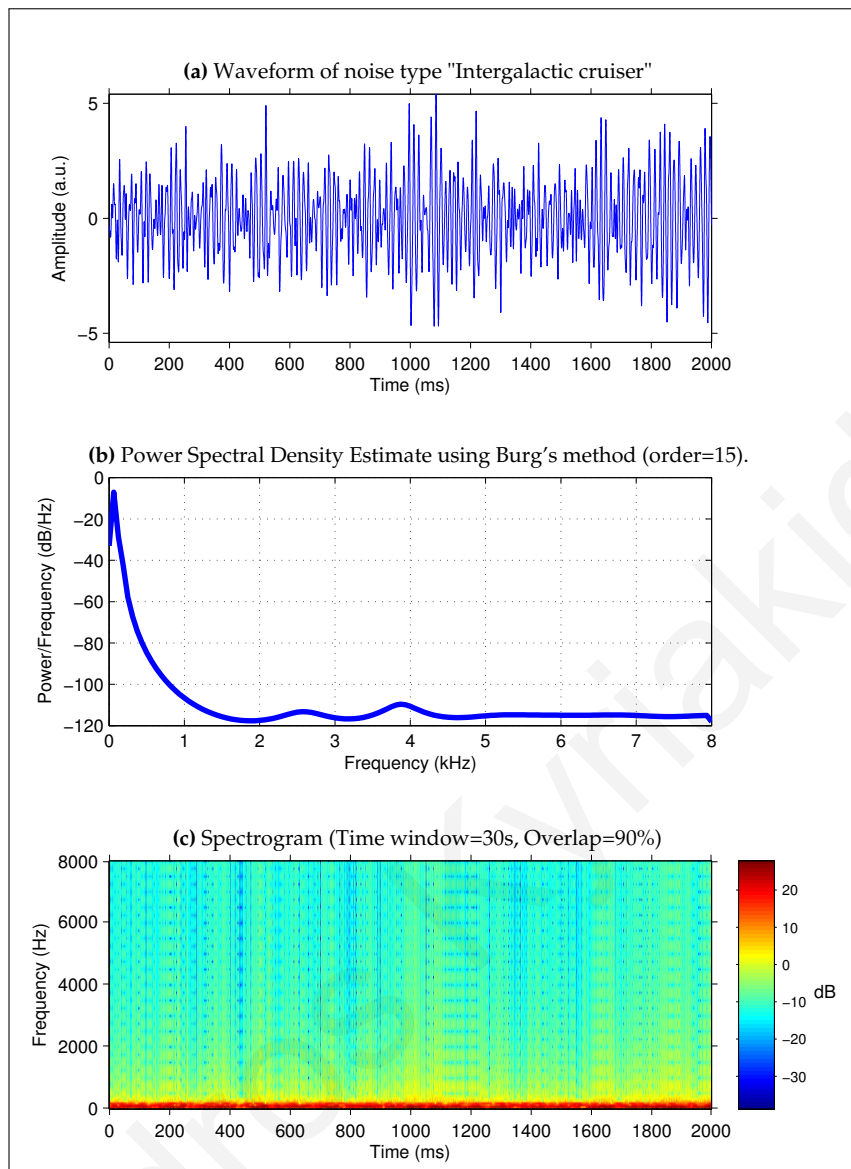 (a) Waveform of noise type "Intergalactic cruiser"
5
0
−5
Amplitude (a.u.)
0 200 400 600 800 1000 1200 1400 1600 1800 2000
Time (ms)
(b) Power Spectral Density Estimate using Burg's method (order=15).
0
−20
−40
−60
−80
−100
−120
Power/Frequency (dB/Hz)
0 1 2 3 4 5 6 7 8
Frequency (kHz)
(c) Spectrogram (Time window=30s, Overlap=90%)
8000
6000
4000
2000
0
Frequency (Hz)
0 200 400 600 800 1000 1200 1400 1600 1800 2000
Time (ms)
20
10
0
−10
−20
−30
dB